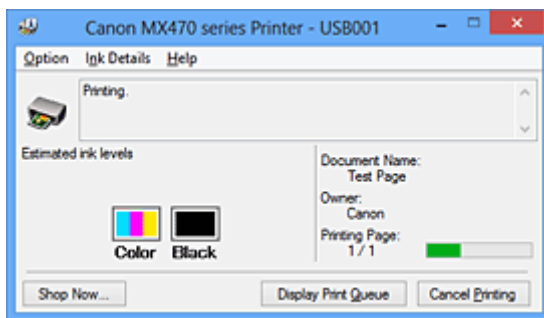 Canon MX470 series Printer - USB001
Option Ink Details Help
Printing.
Estimated ink levels
Document Name:
Test Page
Owner:
Canon
Printing Page:
1 / 1
Color Black
Shop Now... Display Print Queue Cancel Printing